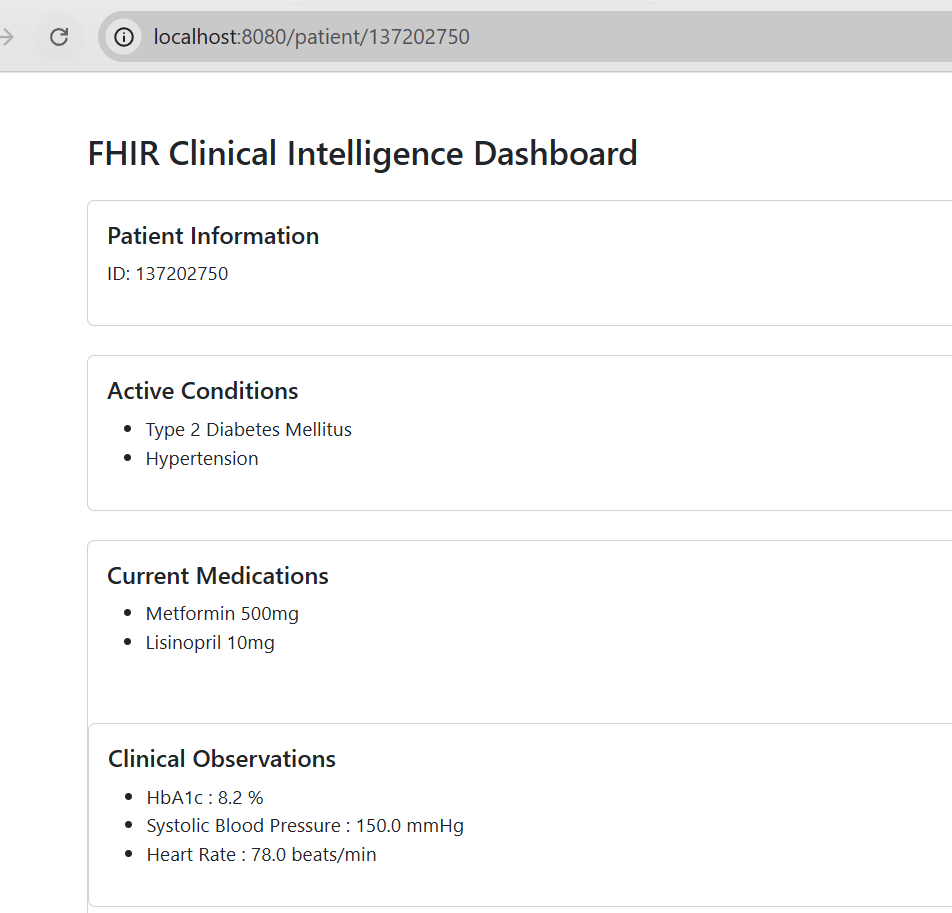 localhost:8080/patient/137202750
FHIR Clinical Intelligence Dashboard
Patient Information
ID: 137202750
Active Conditions
Type 2 Diabetes Mellitus
Hypertension
Current Medications
Metformin 500mg
Lisinopril 10mg
Clinical Observations
HbA1c : 8.2 %
Systolic Blood Pressure : 150.0 mmHg
Heart Rate : 78.0 beats/min